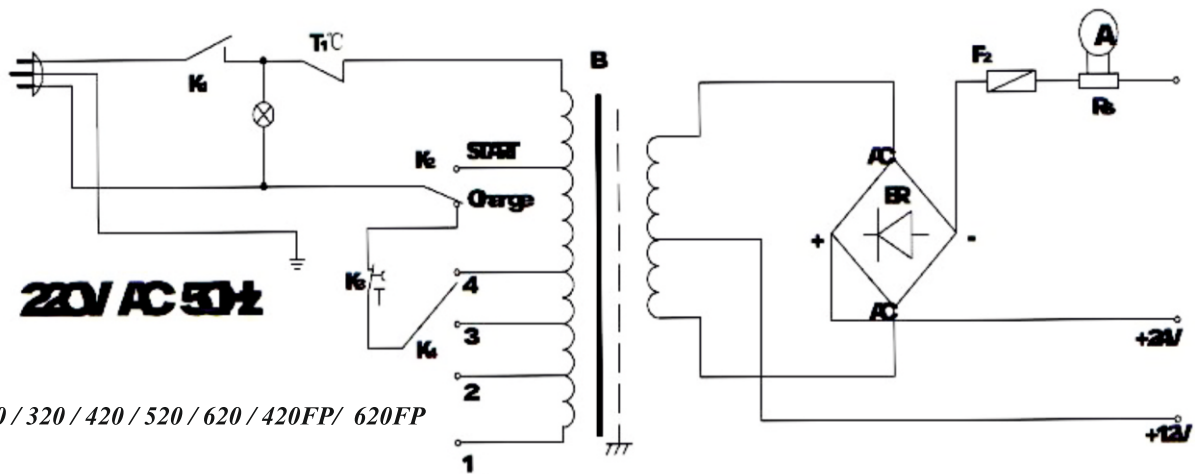 T1℃
B
A
F2
K1
Rs
K2 START
AC
Charge
BR
+ -
K3
4
AC
220V AC 50Hz
3
K4
+24V
2
0 / 320 / 420 / 520 / 620 / 420FP/ 620FP
+12V
1